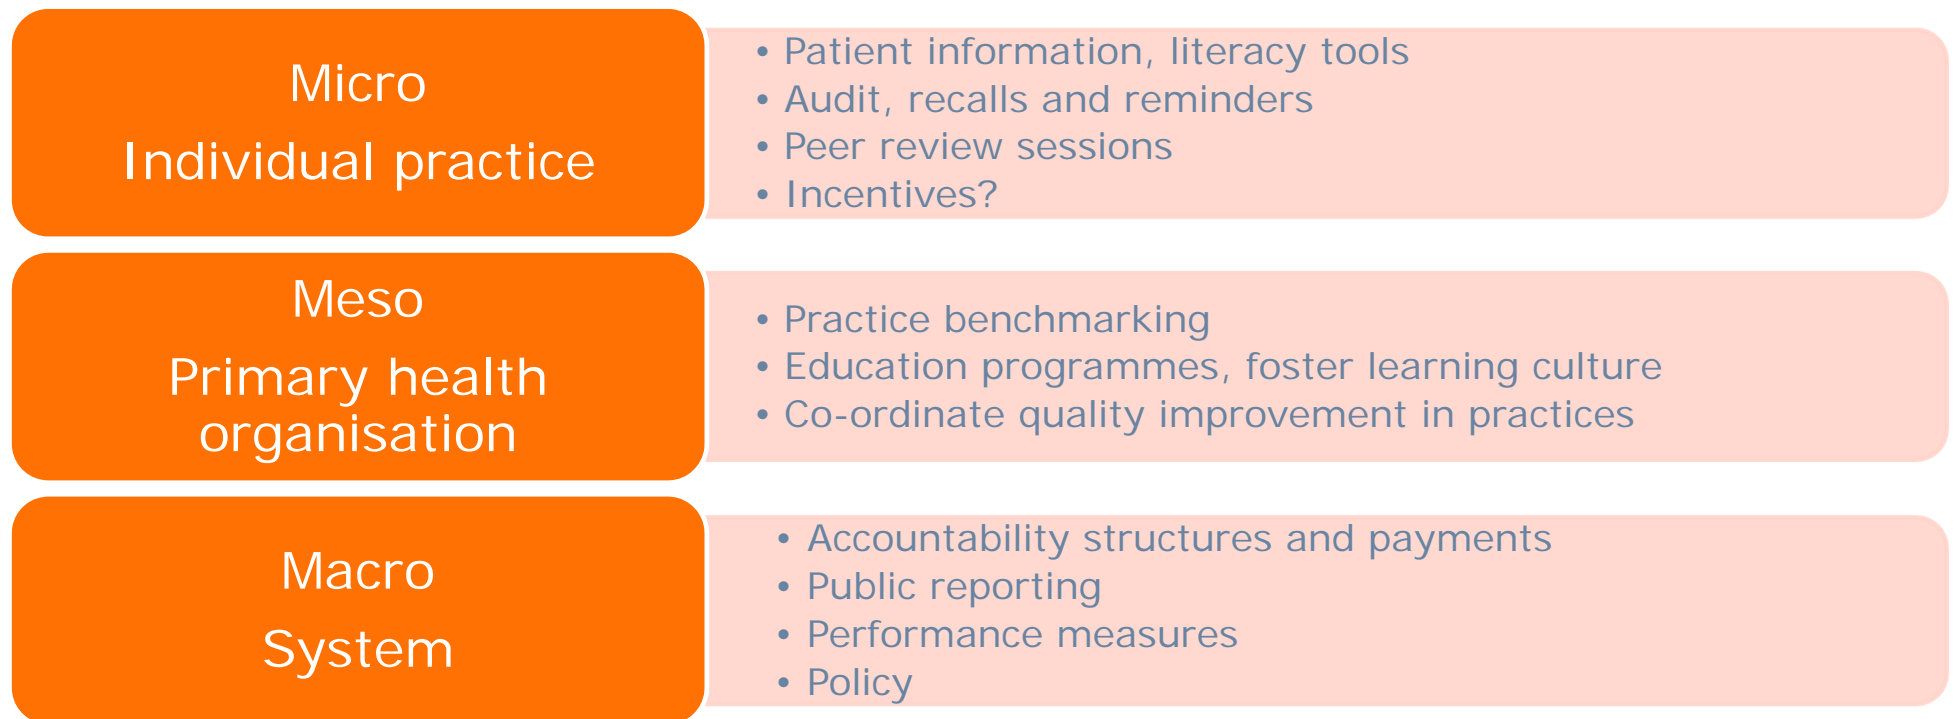 Micro
Individual practice
• Patient information, literacy tools
• Audit, recalls and reminders
• Peer review sessions
• Incentives?
Meso
Primary health
organisation
• Practice benchmarking
• Education programmes, foster learning culture
• Co-ordinate quality improvement in practices
Macro
System
• Accountability structures and payments
• Public reporting
• Performance measures
• Policy